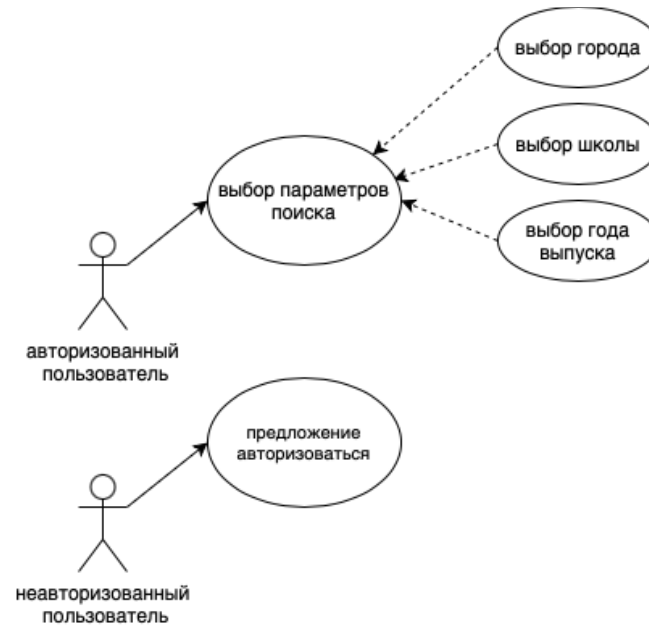 выбор города
выбор школы
выбор параметров
поиска
выбор года
выпуска
авторизованный
пользователь
предложение
авторизоваться
неавторизованный
пользователь